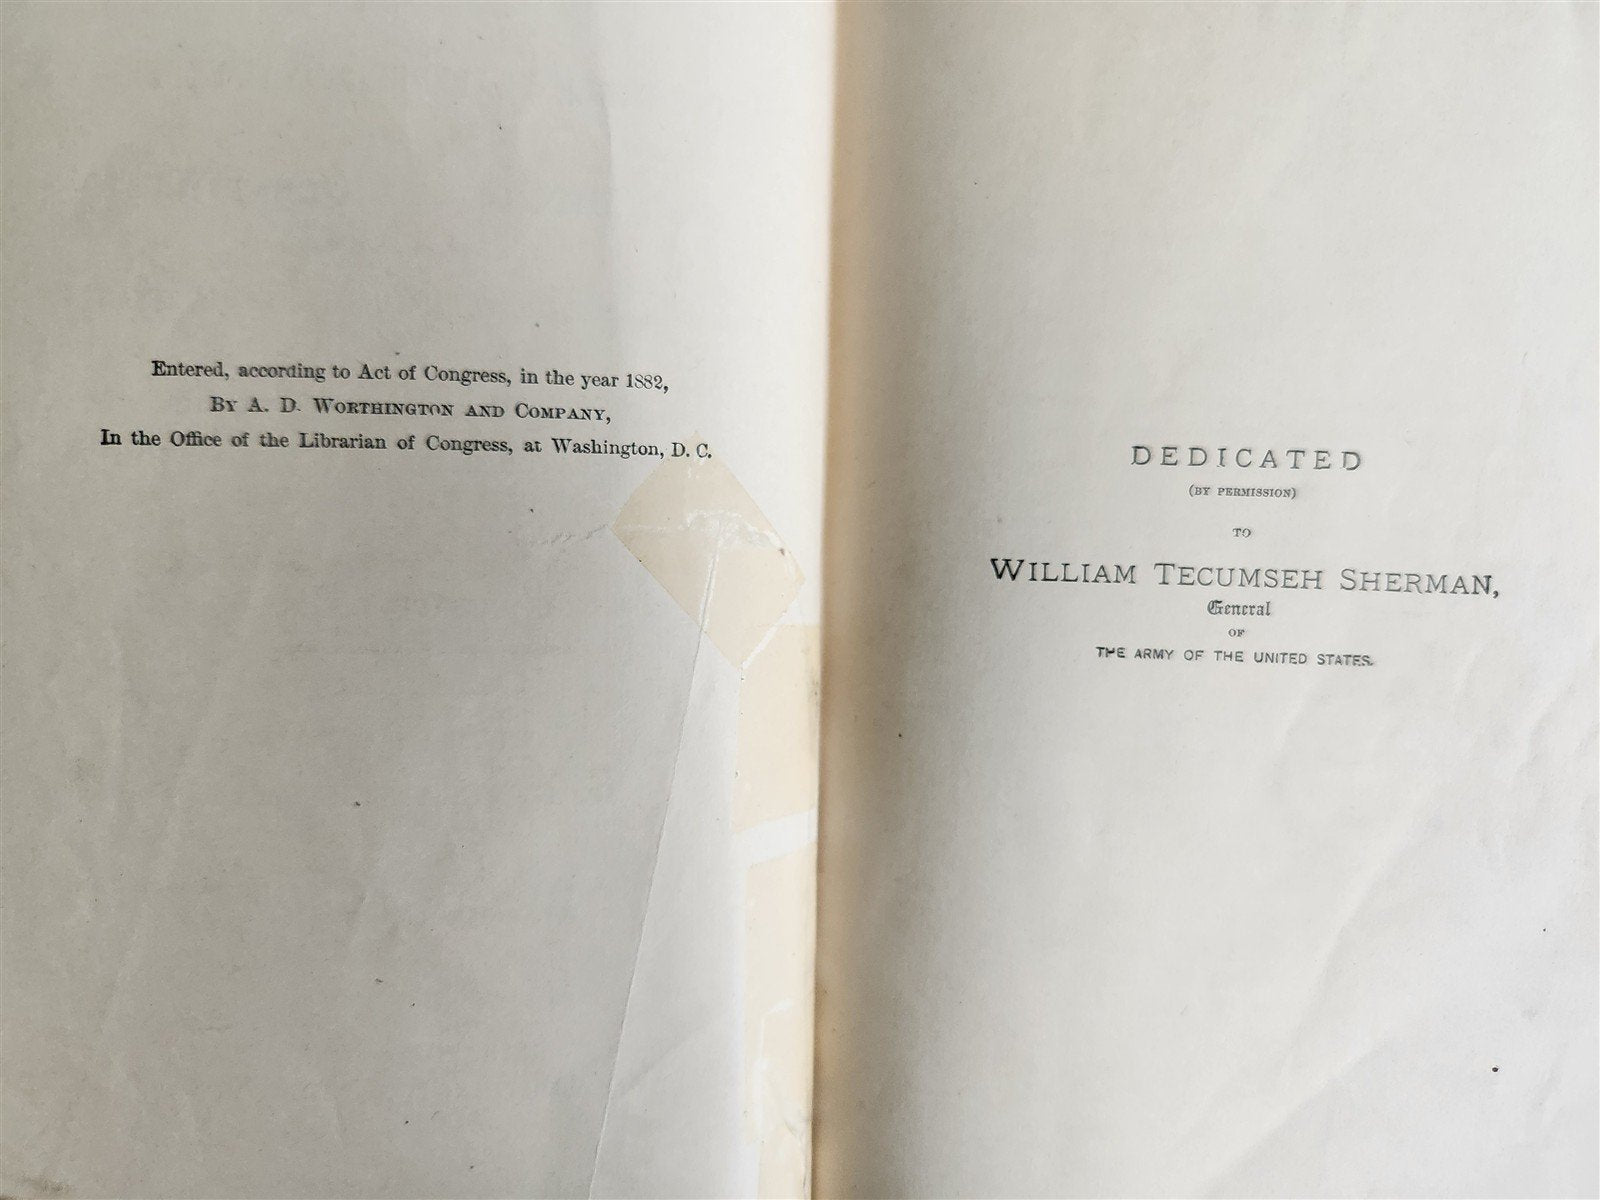 Entered, according to Act of Congress, in the year 1882,
By A. D. Worthington and Company,
In the Office of the Librarian of Congress, at Washington, D. C.
DEDICATED
(BY PERMISSION)
TO
WILLIAM TECUMSEH SHERMAN,
General
OF
THE ARMY OF THE UNITED STATES.